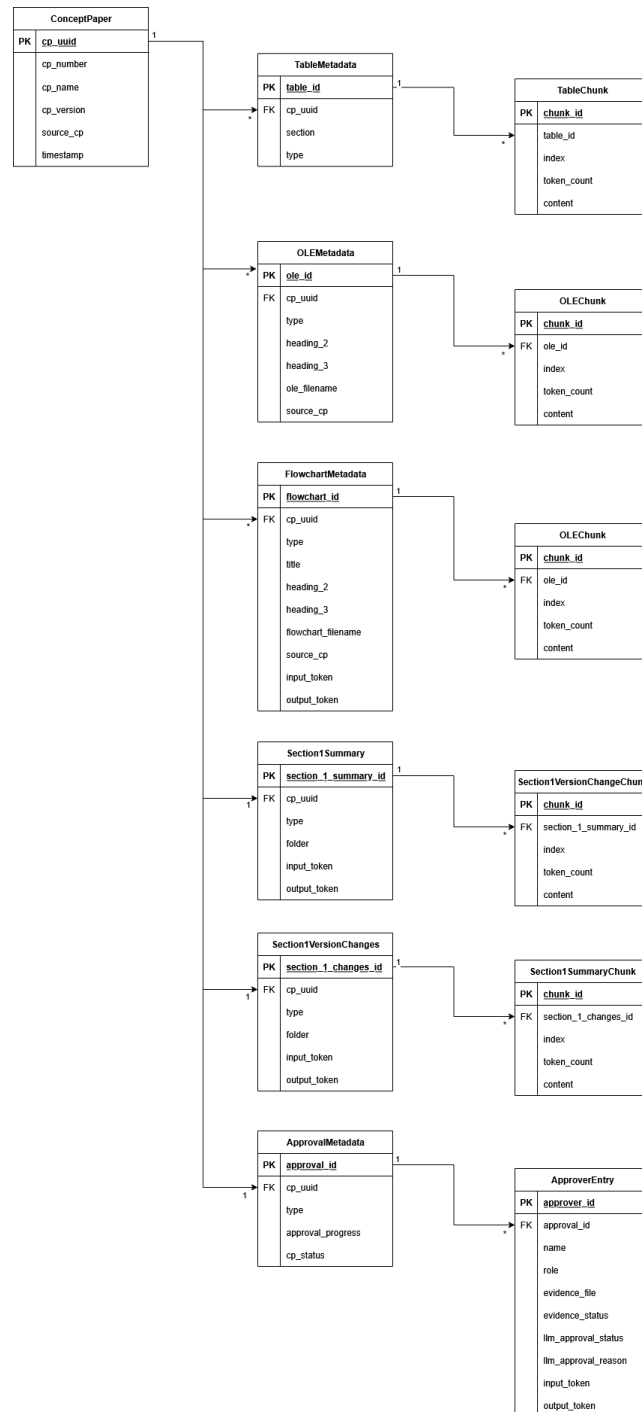 ConceptPaper
PK cp_uuid
cp_number
cp_name
cp_version
source_cp
timestamp
1
*
TableMetadata
PK table_id
FK cp_uuid
section
type
1
*
TableChunk
PK chunk_id
table_id
index
token_count
content
*
OLEMetadata
PK ole_id
FK cp_uuid
type
heading_2
heading_3
ole_filename
source_cp
1
*
OLEChunk
PK chunk_id
FK ole_id
index
token_count
content
*
FlowchartMetadata
PK flowchart_id
FK cp_uuid
type
title
heading_2
heading_3
flowchart_filename
source_cp
input_token
output_token
1
*
OLEChunk
PK chunk_id
FK ole_id
index
token_count
content
1
Section1Summary
PK section_1_summary_id
FK cp_uuid
type
folder
input_token
output_token
1
*
Section1VersionChangeChun
PK chunk_id
FK section_1_summary_id
index
token_count
content
1
Section1VersionChanges
PK section_1_changes_id
FK cp_uuid
type
folder
input_token
output_token
1
*
Section1SummaryChunk
PK chunk_id
FK section_1_changes_id
index
token_count
content
1
ApprovalMetadata
PK approval_id
FK cp_uuid
type
approval_progress
cp_status
1
*
ApproverEntry
PK approver_id
FK approval_id
name
role
evidence_file
evidence_status
llm_approval_status
llm_approval_reason
input_token
output_token